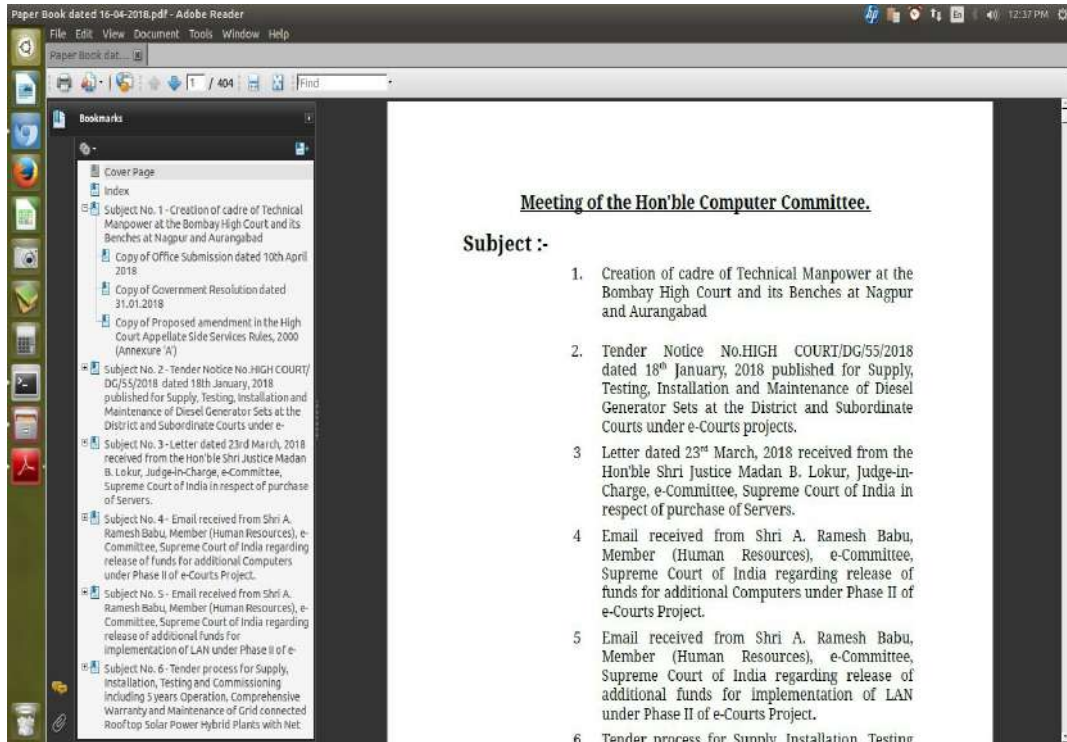 Paper Book dated 16-04-2018.pdf - Adobe Reader
En
12:37 PM
File Edit View Document Tools Window Help
Paper Book dat...
1 / 404
Find
Bookmarks
Cover Page
Index
Subject No. 1 - Creation of cadre of Technical
Manpower at the Bombay High Court and its
Benches at Nagpur and Aurangabad
Copy of Office Submission dated 10th April
2018
Copy of Government Resolution dated
31.01.2018
Copy of Proposed amendment in the High
Court Appellate Side Services Rules, 2000
(Annexure 'A')
Subject No. 2 - Tender Notice No.HIGH COURT/
DG/55/2018 dated 18th January, 2018
published for Supply, Testing, Installation and
Maintenance of Diesel Generator Sets at the
District and Subordinate Courts under e-
Subject No. 3 - Letter dated 23rd March, 2018
received from the Hon'ble Shri Justice Madan
B. Lokur, Judge-in-Charge, e-Committee,
Supreme Court of India in respect of purchase
of Servers.
Subject No. 4 - Email received from Shri A.
Ramesh Babu, Member (Human Resources), e-
Committee, Supreme Court of India regarding
release of funds for additional Computers
under Phase II of e-Courts Project.
Subject No. 5 - Email received from Shri A.
Ramesh Babu, Member (Human Resources), e-
Committee, Supreme Court of India regarding
release of additional funds for
implementation of LAN under Phase II of e-
Subject No. 6 - Tender process for Supply,
Installation, Testing and Commissioning
including 5 years Operation, Comprehensive
Warranty and Maintenance of Grid connected
Rooftop Solar Power Hybrid Plants with Net
Meeting of the Hon'ble Computer Committee.
Subject :-
1. Creation of cadre of Technical Manpower at the
Bombay High Court and its Benches at Nagpur
and Aurangabad
2. Tender Notice No.HIGH COURT/DG/55/2018
dated 18th January, 2018 published for Supply,
Testing, Installation and Maintenance of Diesel
Generator Sets at the District and Subordinate
Courts under e-Courts projects.
3 Letter dated 23rd March, 2018 received from the
Hon'ble Shri Justice Madan B. Lokur, Judge-in-
Charge, e-Committee, Supreme Court of India in
respect of purchase of Servers.
4 Email received from Shri A. Ramesh Babu,
Member (Human Resources), e-Committee,
Supreme Court of India regarding release of
funds for additional Computers under Phase II of
e-Courts Project.
5 Email received from Shri A. Ramesh Babu,
Member (Human Resources), e-Committee,
Supreme Court of India regarding release of
additional funds for implementation of LAN
under Phase II of e-Courts Project.
6 Tender process for Supply, Installation, Testing